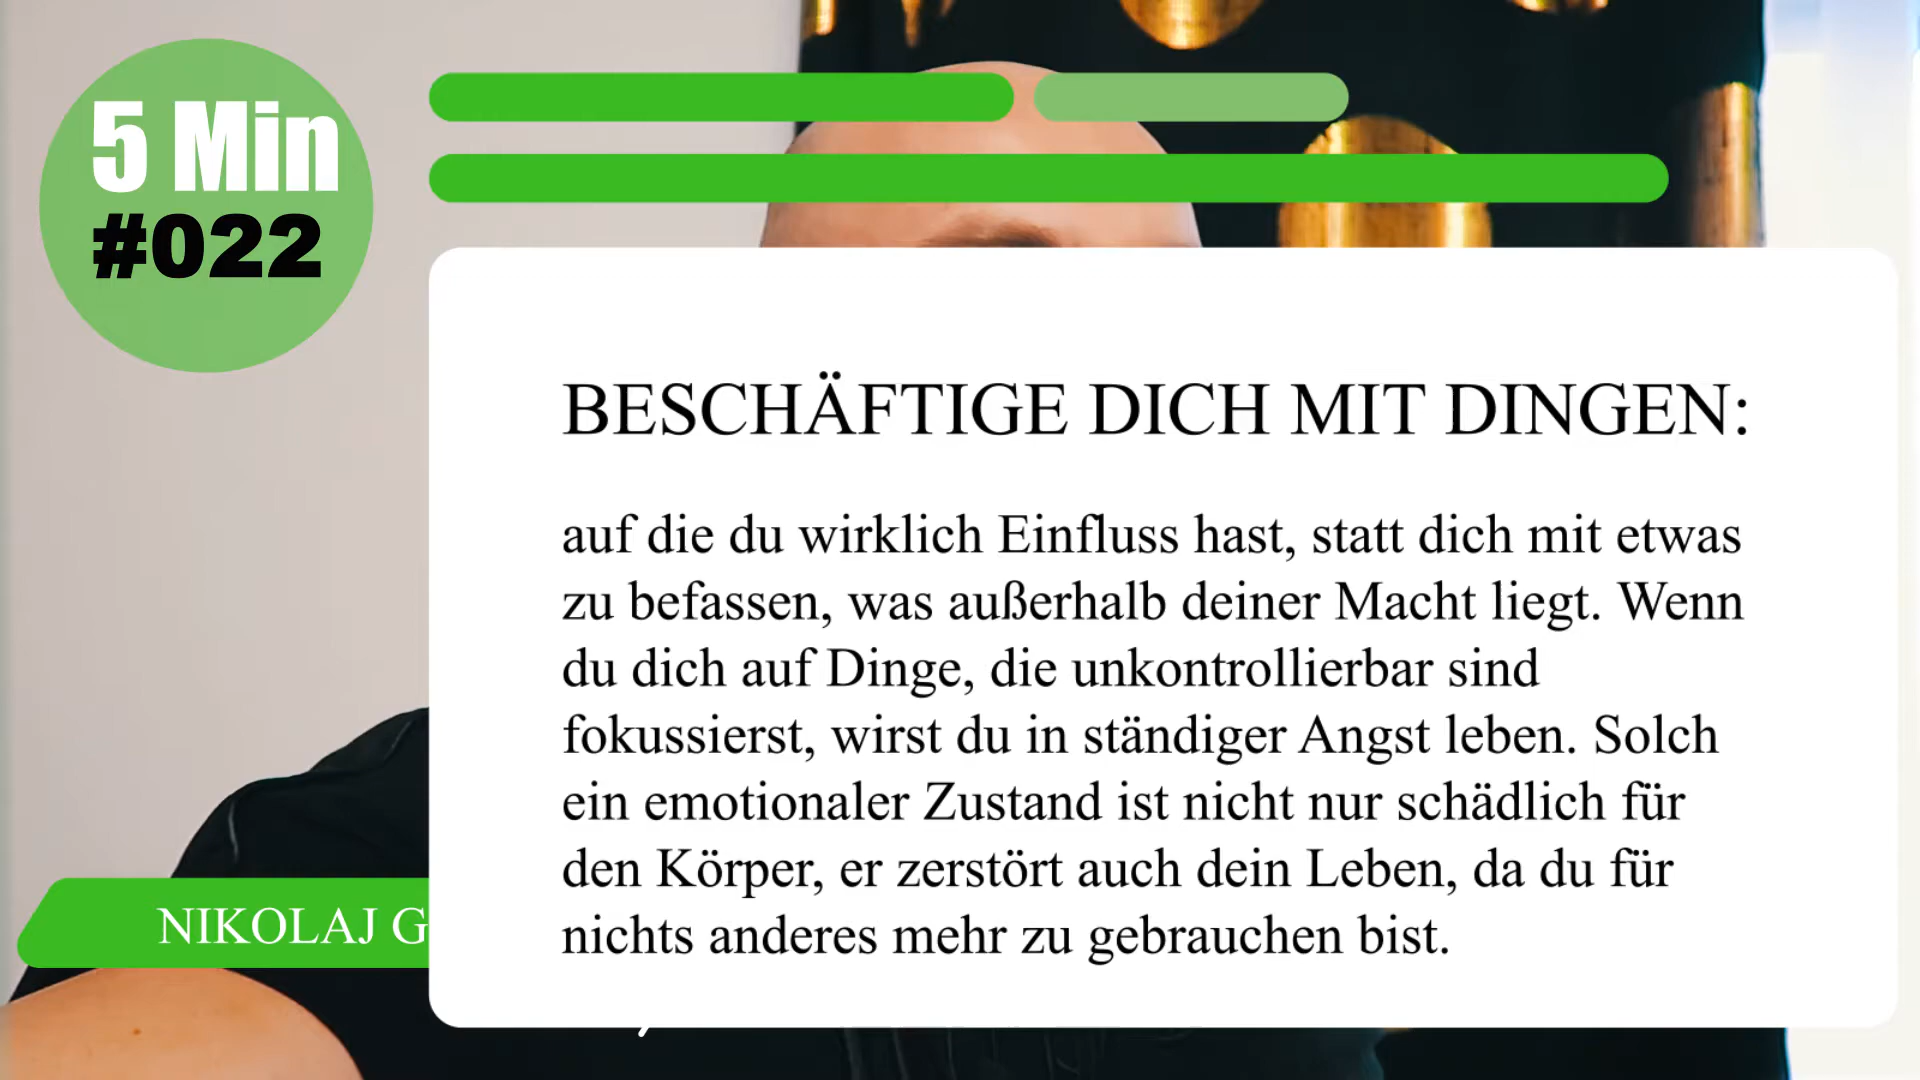 5 Min
#022
BESCHÄFTIGE DICH MIT DINGEN:
auf die du wirklich Einfluss hast, statt dich mit etwas
zu befassen, was außerhalb deiner Macht liegt. Wenn
du dich auf Dinge, die unkontrollierbar sind
fokussierst, wirst du in ständiger Angst leben. Solch
ein emotionaler Zustand ist nicht nur schädlich für
den Körper, er zerstört auch dein Leben, da du für
nichts anderes mehr zu gebrauchen bist.
NIKOLAJ G